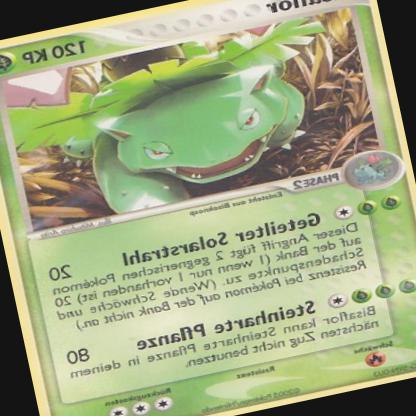 120 KP
PHASE2
Entsteht aus Bisaknosp
Geteilter Solarstrahl 20
Dieser Angriff fügt 2 gegnerischen Pokémon
auf der Bank (1 wenn nur 1 vorhanden ist) 20
Schadenspunkte zu. (Wende Schwäche und
Resistenz bei Pokémon auf der Bank nicht an.)
Steinharte Pflanze 80
Bisaflor kann Steinharte Pflanze in deinem
nächsten Zug nicht benutzen.
Schwäche
Resistenz
Rückzugskosten